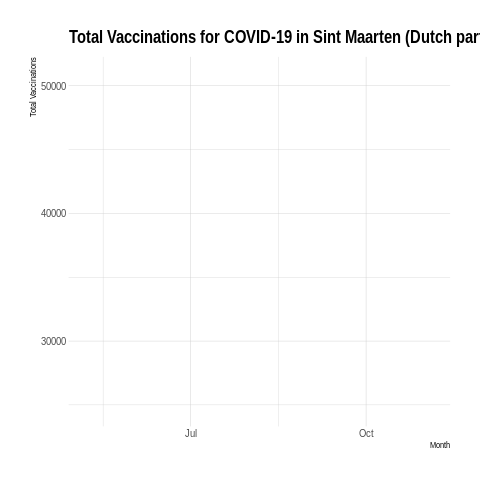 Total Vaccinations for COVID-19 in Sint Maarten (Dutch par
Total Vaccinations
50000
40000
30000
Jul
Oct
Month